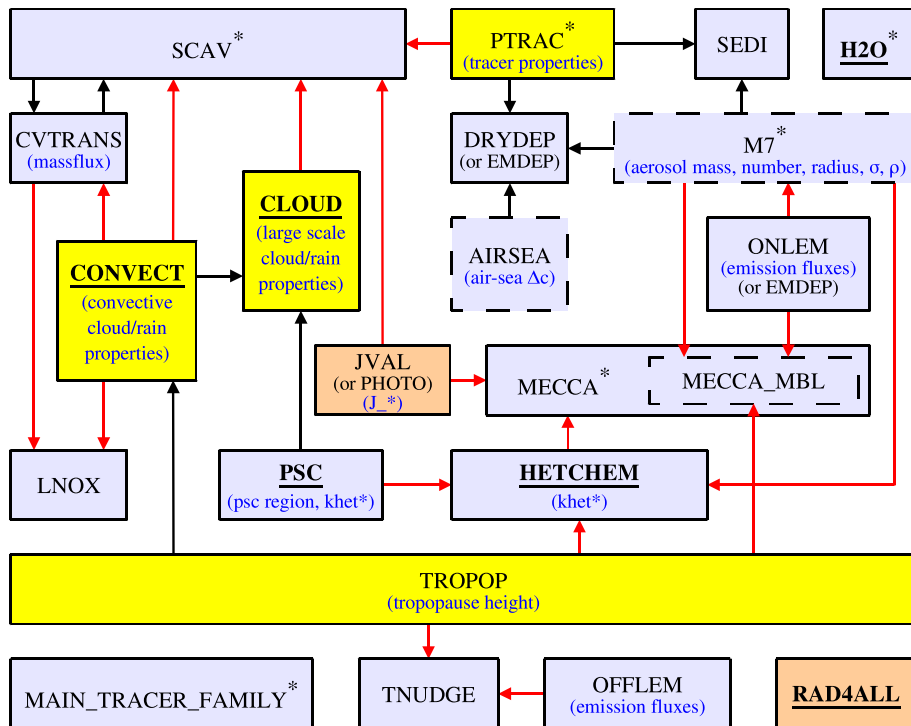 SCAV*
PTRAC*
(tracer properties)
SEDI
H2O*
CVTRANS
(massflux)
DRYDEP
(or EMDEP)
M7*
(aerosol mass, number, radius, σ, ρ)
CLOUD
(large scale
cloud/rain
properties)
AIRSEA
(air-sea Δc)
ONLEM
(emission fluxes)
(or EMDEP)
CONVECT
(convective
cloud/rain
properties)
JVAL
(or PHOTO)
(J_*)
MECCA*
MECCA_MBL
LNOX
PSC
(psc region, khet*)
HETCHEM
(khet*)
TROPOP
(tropopause height)
MAIN_TRACER_FAMILY*
TNUDGE
OFFLEM
(emission fluxes)
RAD4ALL